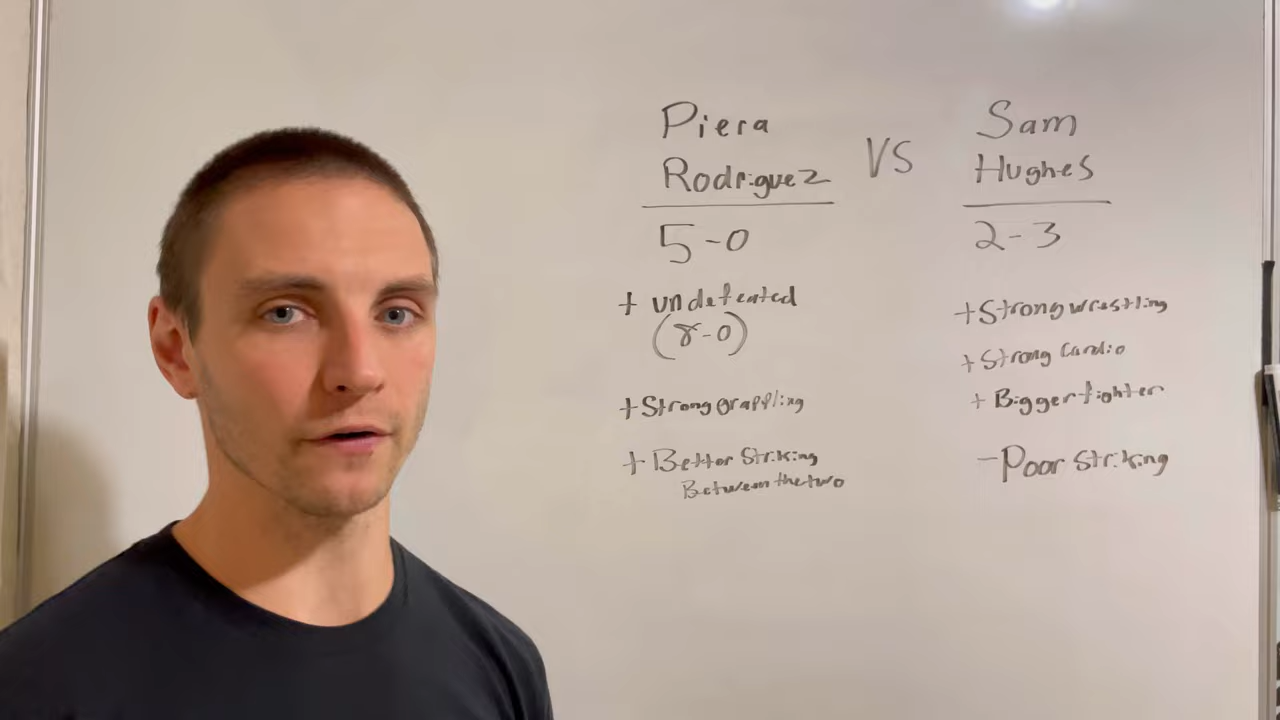 Piera
Rodriguez
VS
Sam
Hughes
5-0
2-3
+ undefeated
(8-0)
+ Strong grappling
+ Better Striking
Between the two
+ Strong wrestling
+ Strong Cardio
+ Bigger fighter
- Poor Striking